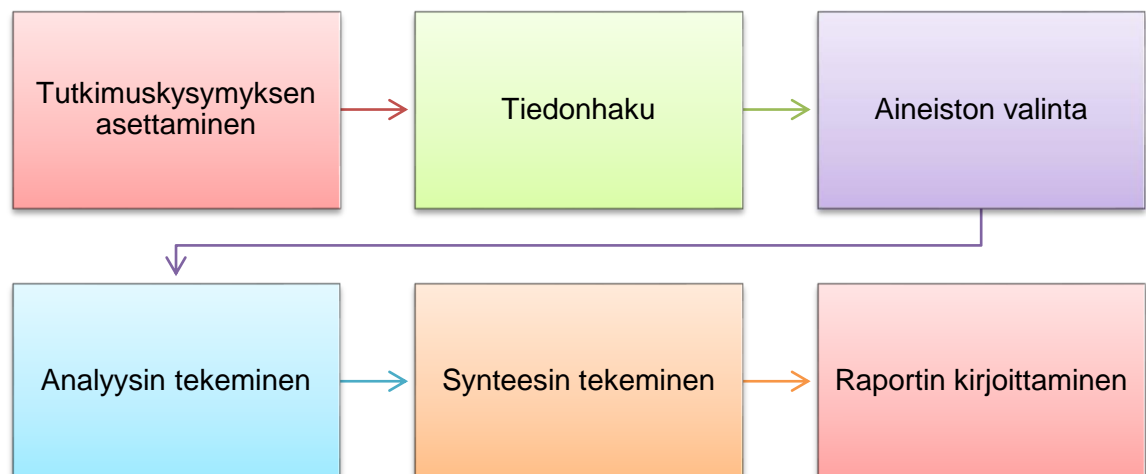 Tutkimuskysymyksen
asettaminen
Tiedonhaku
Aineiston valinta
Analyysin tekeminen
Synteesin tekeminen
Raportin kirjoittaminen